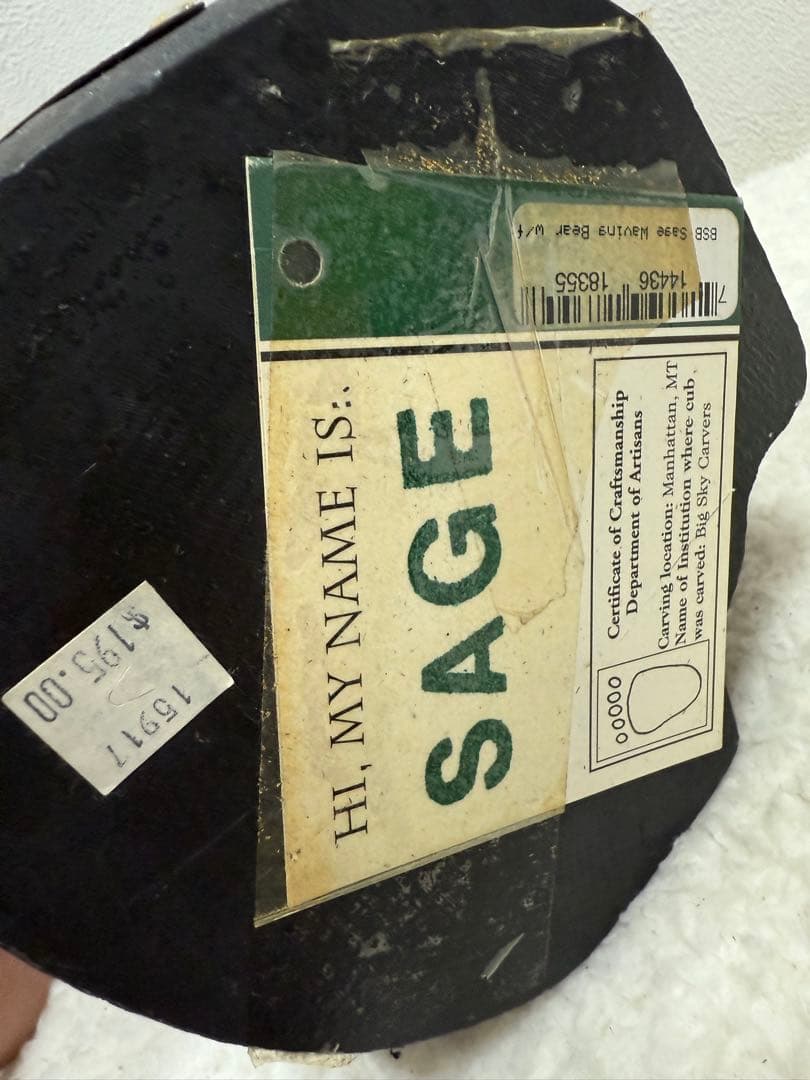 HI, MY NAME IS:
SAGE
Certificate of Craftsmanship
Department of Artisans
Carving location: Manhattan, MT
Name of Institution where cub
was carved: Big Sky Carvers
BSB Sage Waving Bear w/f
7 14436 18355
15917
$195.00